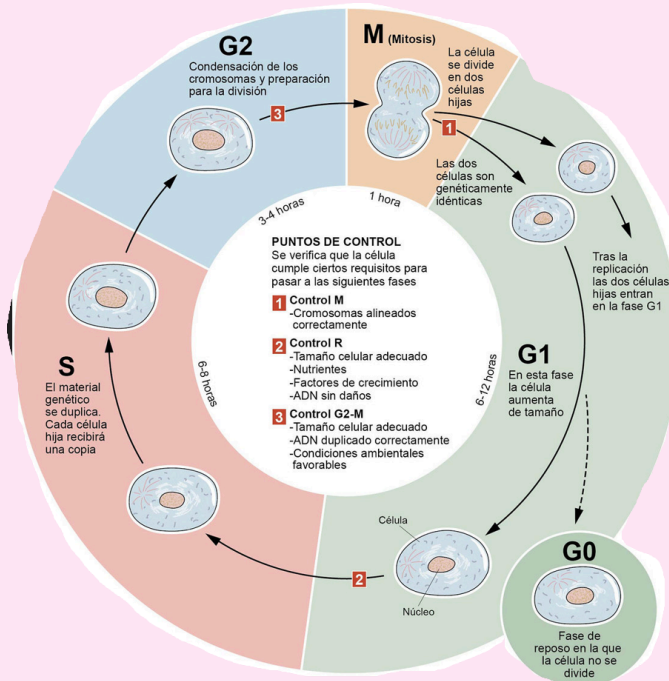 G2
Condensación de los
cromosomas y preparación
para la división
3
M (Mitosis)
La célula
se divide
en dos
células
hijas
1
Las dos
células son
genéticamente
idénticas
3-4 horas
1 hora
Tras la
replicación
las dos células
hijas entran
en la fase G1
PUNTOS DE CONTROL
Se verifica que la célula
cumple ciertos requisitos para
pasar a las siguientes fases
1 Control M
-Cromosomas alineados
correctamente
2 Control R
-Tamaño celular adecuado
-Nutrientes
-Factores de crecimiento
-ADN sin daños
3 Control G2-M
-Tamaño celular adecuado
-ADN duplicado correctamente
-Condiciones ambientales
favorables
S
El material
genético
se duplica.
Cada célula
hija recibirá
una copia
6-8 horas
G1
En esta fase
la célula
aumenta
de tamaño
6-12 horas
Célula
Núcleo
2
G0
Fase de
reposo en la que
la célula no se
divide